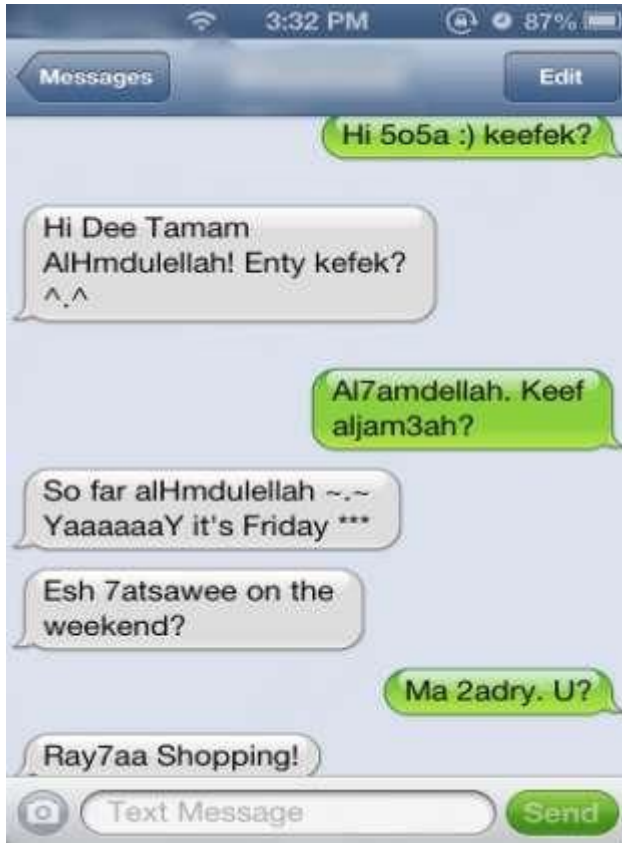 3:32 PM 87%
Messages Edit
Hi 5o5a :) keefek?
Hi Dee Tamam
AlHmdulellah! Enty kefek?
^.^
Al7amdellah. Keef
aljam3ah?
So far alHmdulellah ~.~
YaaaaaaY it's Friday ***
Esh 7atsawee on the
weekend?
Ma 2adry. U?
Ray7aa Shopping!
Text Message Send